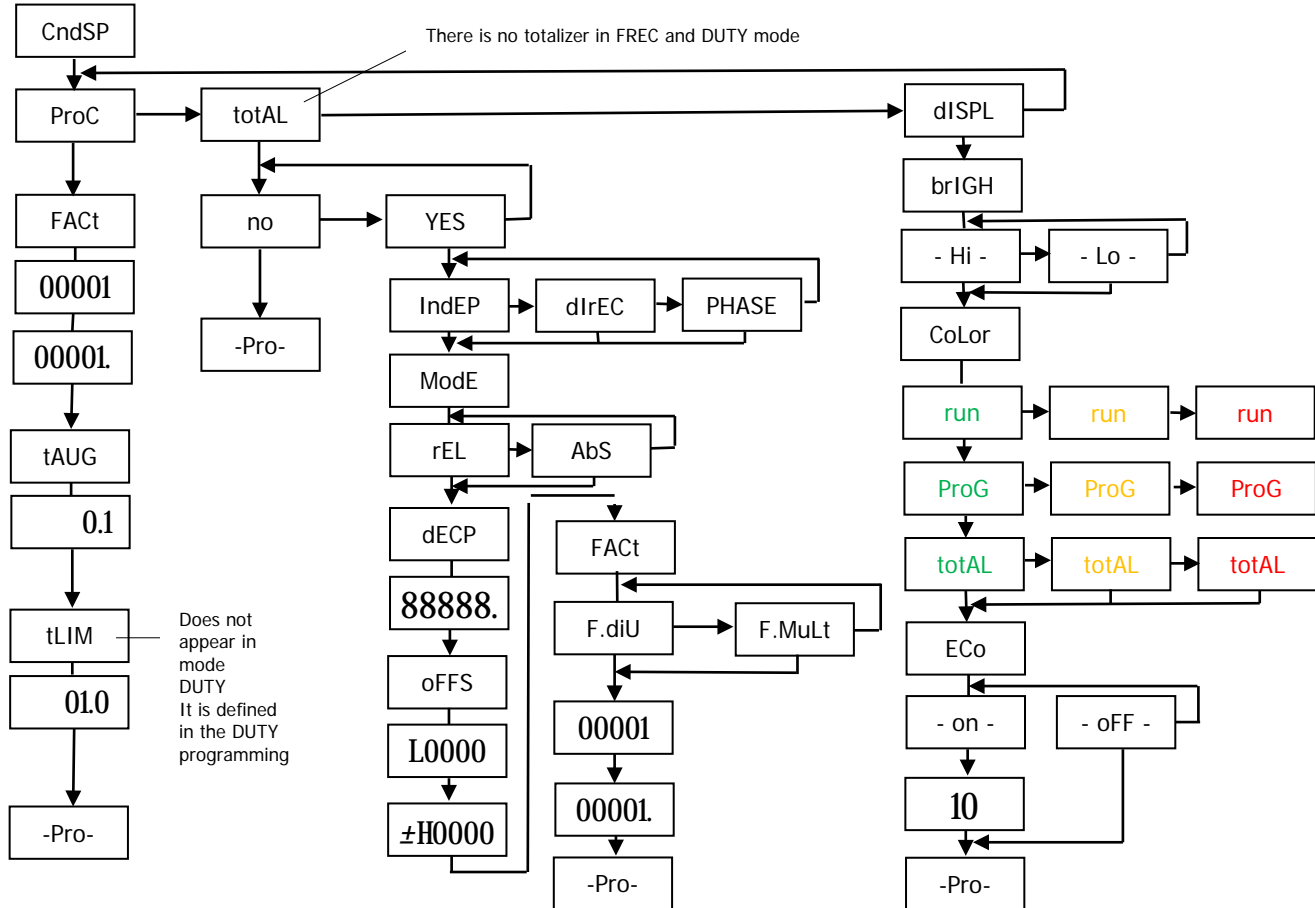 CndSP
There is no totalizer in FREC and DUTY mode
ProC
totAL
dISPL
FACt
00001
00001.
tAUG
0.1
tLIM
01.0
-Pro-
Does not
appear in
mode
DUTY
It is defined
in the DUTY
programming
no
YES
-Pro-
IndEP
dIrEC
PHASE
ModE
rEL
AbS
dECP
88888.
oFFS
L0000
±H0000
FACt
F.diU
F.MuLt
00001
00001.
-Pro-
brIGH
- Hi -
- Lo -
CoLor
run
run
run
ProG
ProG
ProG
totAL
totAL
totAL
ECo
- on -
- oFF -
10
-Pro-